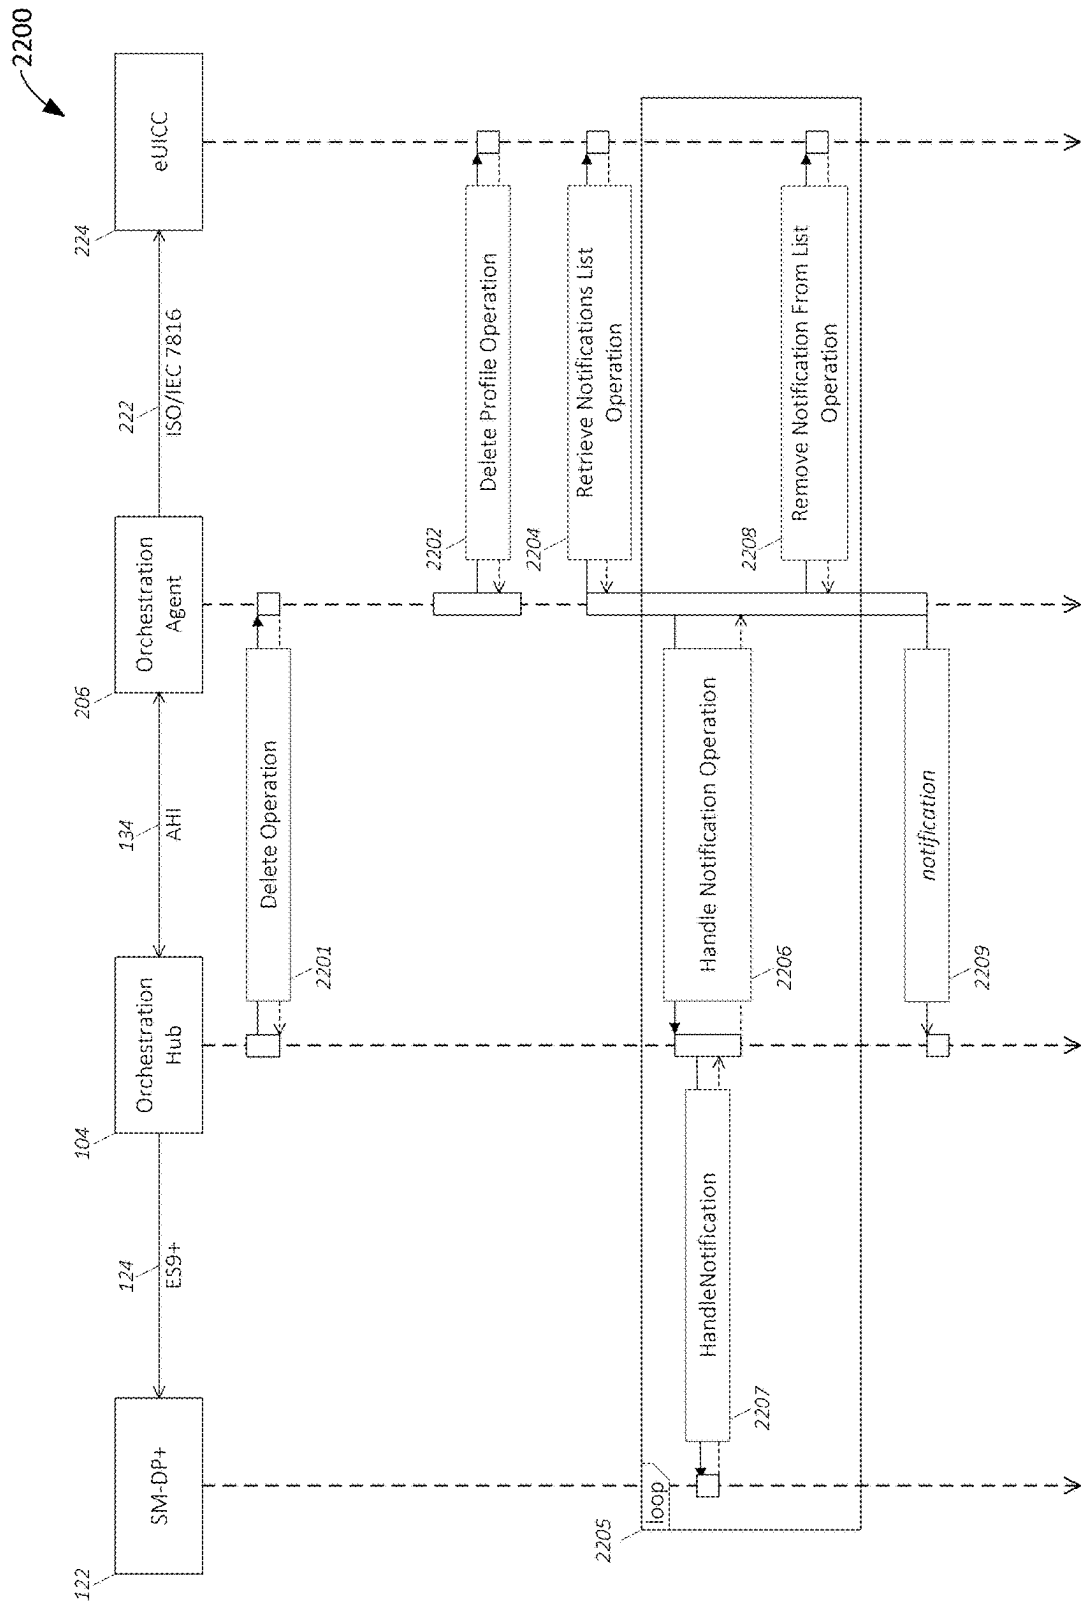 2200
122
SM-DP+
124
ES9+
104
Orchestration
Hub
134
AHI
206
Orchestration
Agent
222
ISO/IEC 7816
224
eUICC
Delete Operation
2201
Delete Profile Operation
2202
Retrieve Notifications List
Operation
2204
loop
2205
Handle Notification Operation
2206
HandleNotification
2207
Remove Notification From List
Operation
2208
notification
2209